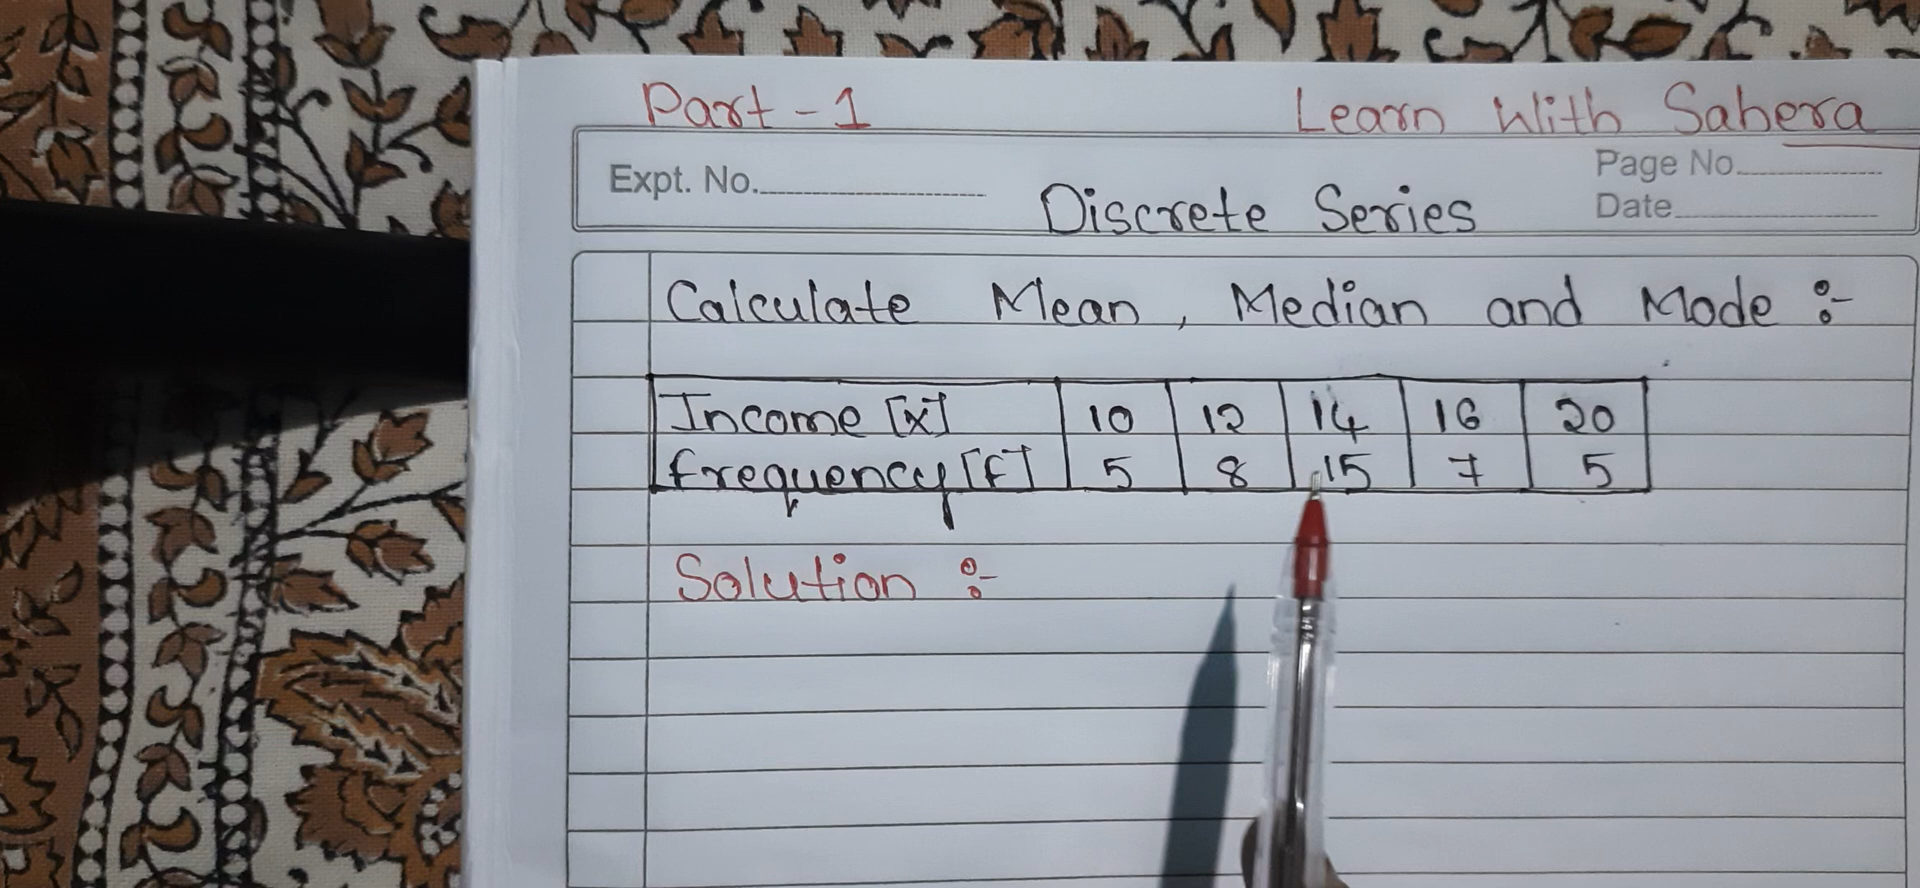 Part - 1 Learn With Sahera
Expt. No. Page No.
Discrete Series Date
Calculate Mean, Median and Mode :-
Income [x] 10 12 14 16 20
frequency [f] 5 8 15 7 5
Solution :-